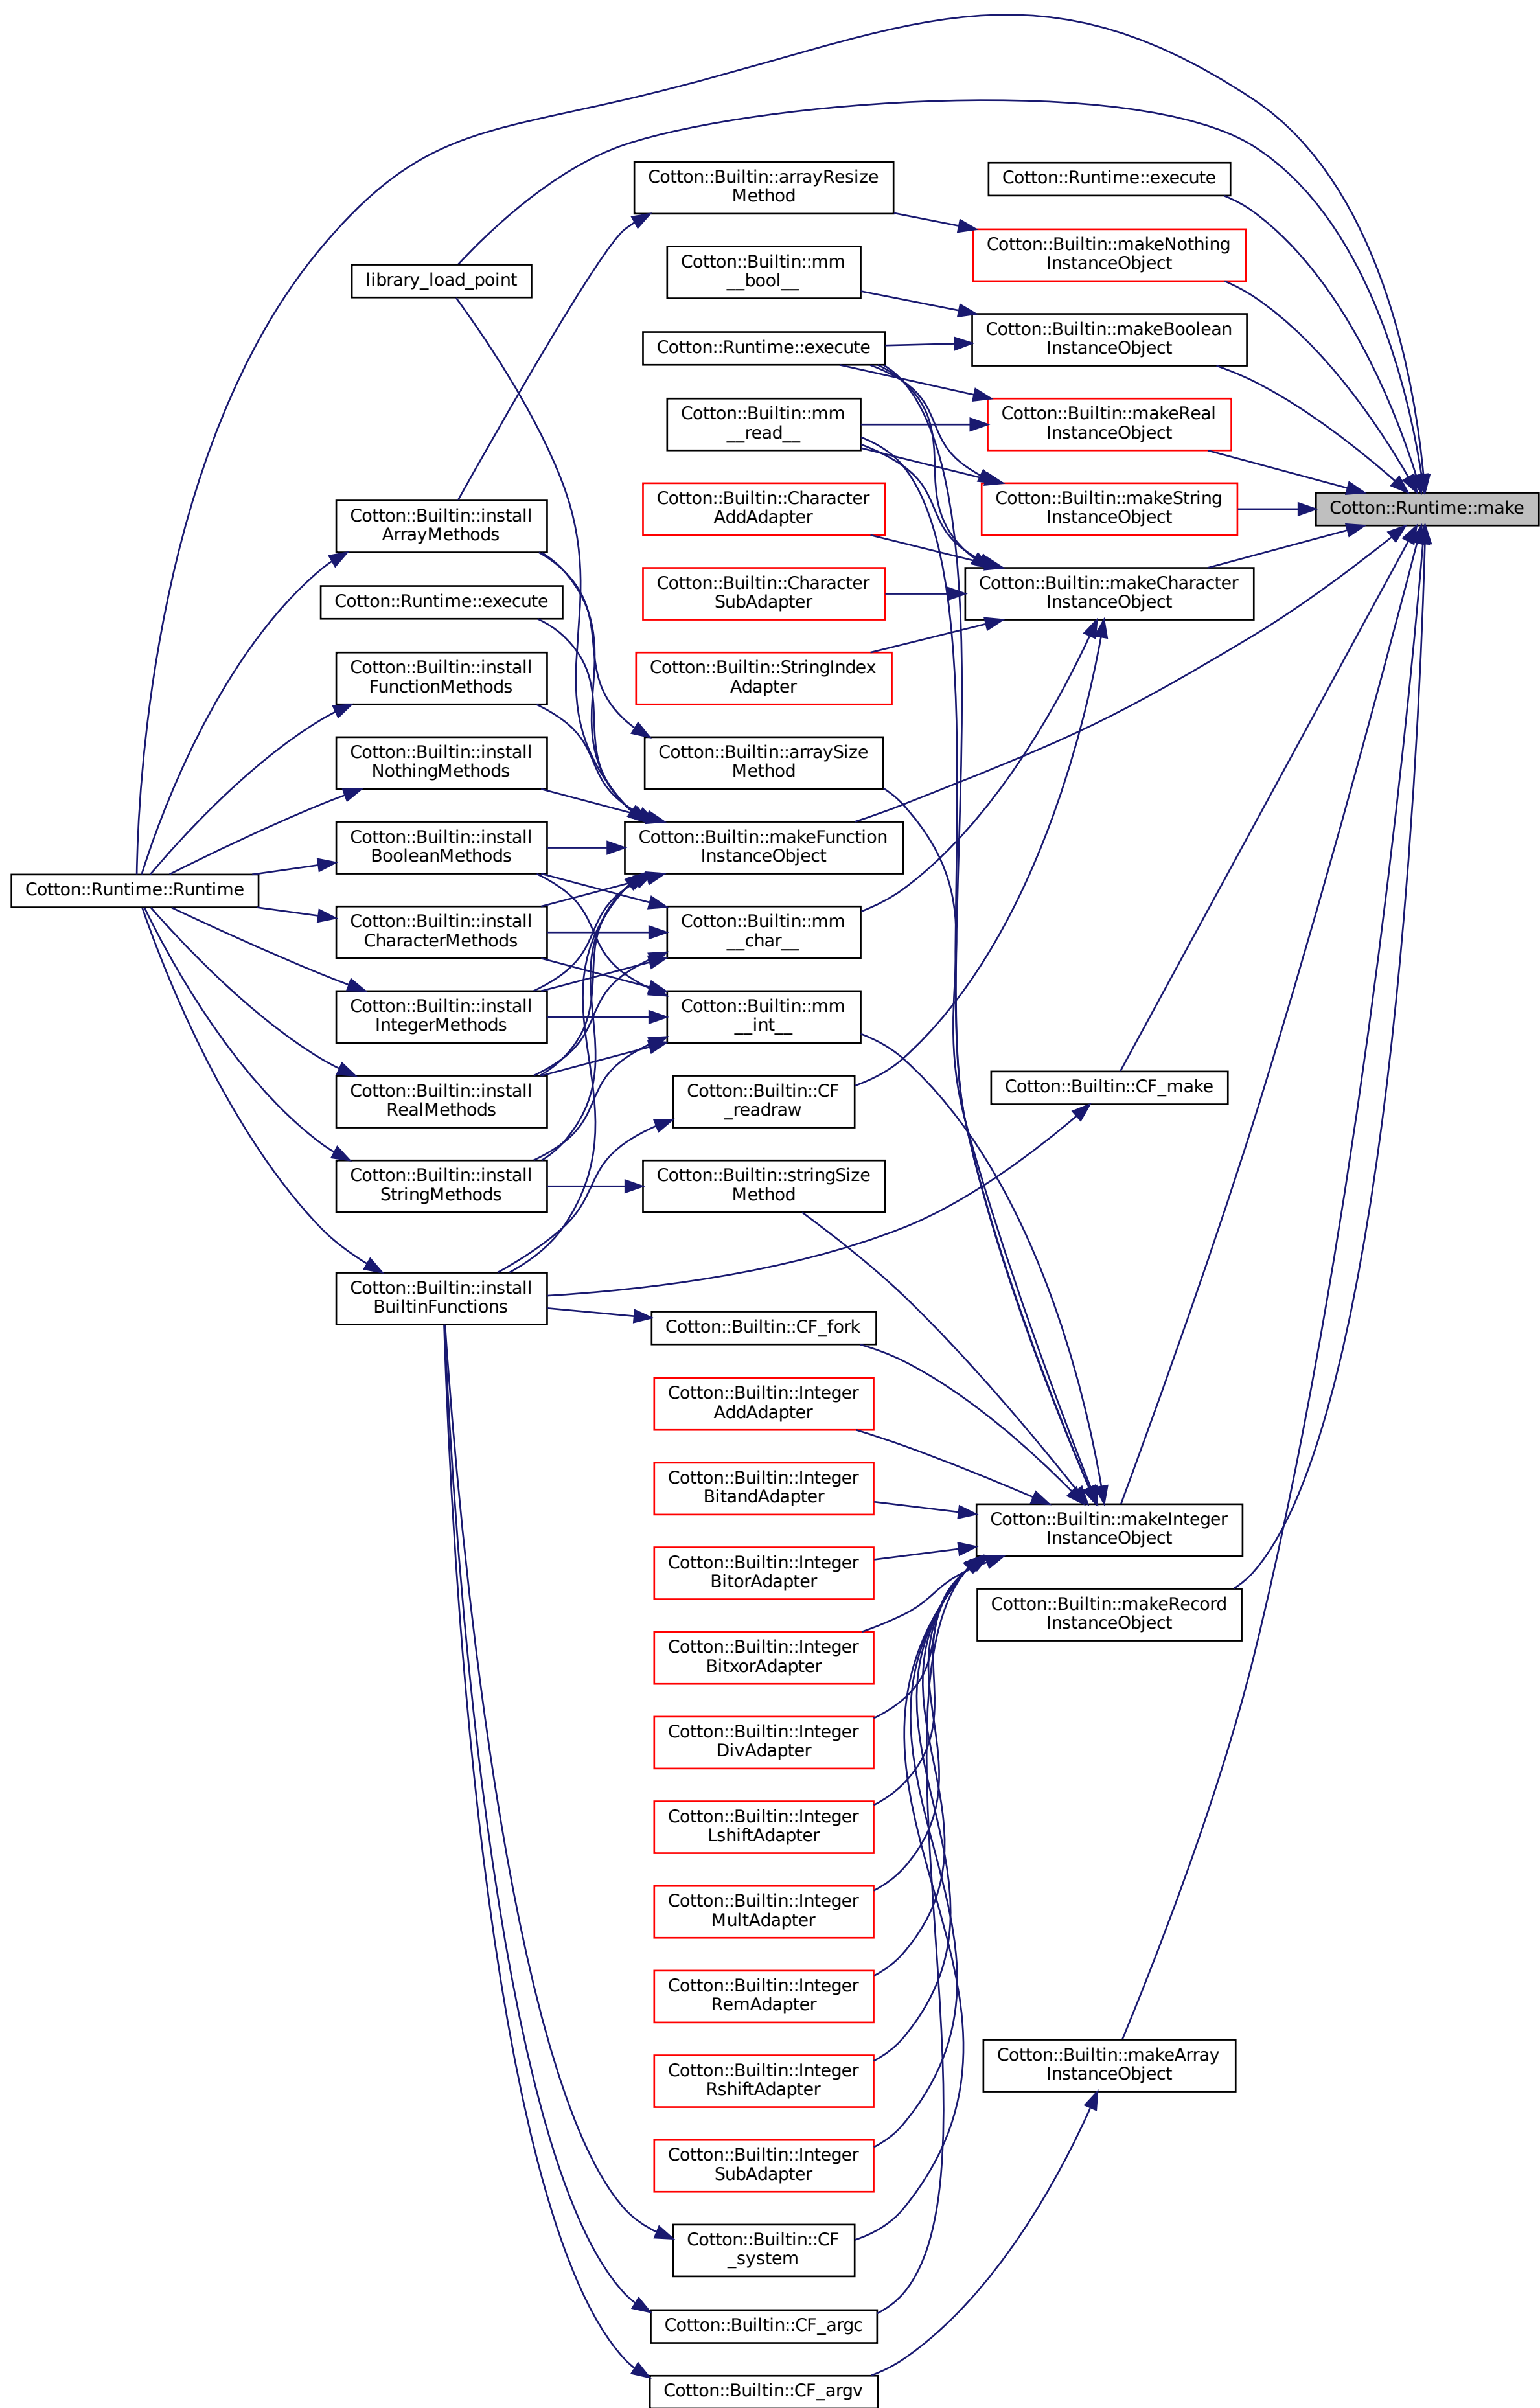 Cotton::Builtin::arrayResize
Method
Cotton::Runtime::execute
Cotton::Builtin::makeNothing
InstanceObject
library_load_point
Cotton::Builtin::mm
__bool__
Cotton::Builtin::makeBoolean
InstanceObject
Cotton::Runtime::execute
Cotton::Builtin::mm
__read__
Cotton::Builtin::makeReal
InstanceObject
Cotton::Builtin::Character
AddAdapter
Cotton::Builtin::makeString
InstanceObject
Cotton::Runtime::make
Cotton::Builtin::install
ArrayMethods
Cotton::Builtin::Character
SubAdapter
Cotton::Builtin::makeCharacter
InstanceObject
Cotton::Runtime::execute
Cotton::Builtin::install
FunctionMethods
Cotton::Builtin::StringIndex
Adapter
Cotton::Builtin::install
NothingMethods
Cotton::Builtin::arraySize
Method
Cotton::Builtin::install
BooleanMethods
Cotton::Builtin::makeFunction
InstanceObject
Cotton::Runtime::Runtime
Cotton::Builtin::install
CharacterMethods
Cotton::Builtin::mm
__char__
Cotton::Builtin::install
IntegerMethods
Cotton::Builtin::mm
__int__
Cotton::Builtin::install
RealMethods
Cotton::Builtin::CF
_readraw
Cotton::Builtin::CF_make
Cotton::Builtin::install
StringMethods
Cotton::Builtin::stringSize
Method
Cotton::Builtin::install
BuiltinFunctions
Cotton::Builtin::CF_fork
Cotton::Builtin::Integer
AddAdapter
Cotton::Builtin::Integer
BitandAdapter
Cotton::Builtin::makeInteger
InstanceObject
Cotton::Builtin::Integer
BitorAdapter
Cotton::Builtin::makeRecord
InstanceObject
Cotton::Builtin::Integer
BitxorAdapter
Cotton::Builtin::Integer
DivAdapter
Cotton::Builtin::Integer
LshiftAdapter
Cotton::Builtin::Integer
MultAdapter
Cotton::Builtin::Integer
RemAdapter
Cotton::Builtin::Integer
RshiftAdapter
Cotton::Builtin::makeArray
InstanceObject
Cotton::Builtin::Integer
SubAdapter
Cotton::Builtin::CF
_system
Cotton::Builtin::CF_argc
Cotton::Builtin::CF_argv